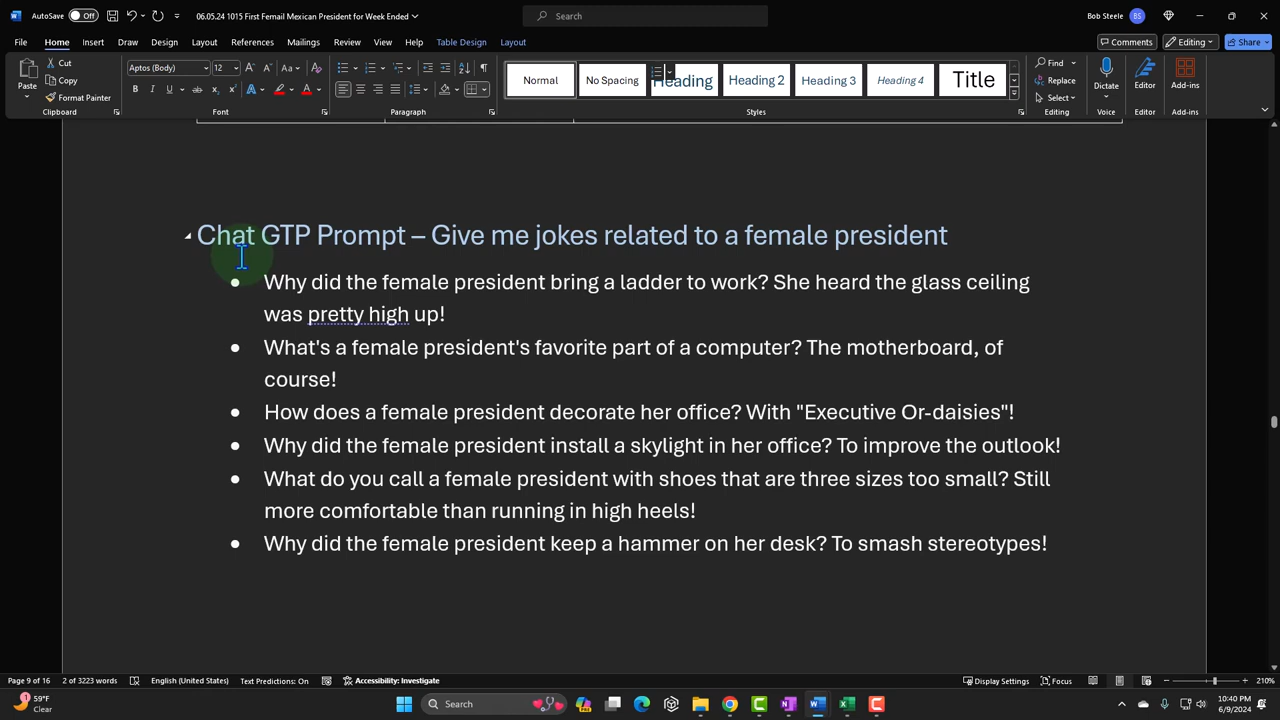 AutoSave Off 06.05.24 1015 First Femail Mexican President for Week Ended Search Bob Steele BS
File Home Insert Draw Design Layout References Mailings Review View Help Table Design Layout Comments Editing Share
Paste Cut Copy Format Painter
Aptos (Body) 12
Normal No Spacing Heading Heading 2 Heading 3 Heading 4 Title
Find Replace Select Editor Dictate Add-ins
Clipboard Font Paragraph Styles Editing Voice Editor Add-ins
Chat GTP Prompt – Give me jokes related to a female president
• Why did the female president bring a ladder to work? She heard the glass ceiling
was pretty high up!
• What's a female president's favorite part of a computer? The motherboard, of
course!
• How does a female president decorate her office? With "Executive Or-daisies"!
• Why did the female president install a skylight in her office? To improve the outlook!
• What do you call a female president with shoes that are three sizes too small? Still
more comfortable than running in high heels!
• Why did the female president keep a hammer on her desk? To smash stereotypes!
Page 9 of 16 2 of 3223 words English (United States) Text Predictions: On Accessibility: Investigate Display Settings Focus 210%
1 59°F
Clear
Search
10:40 PM
6/9/2024